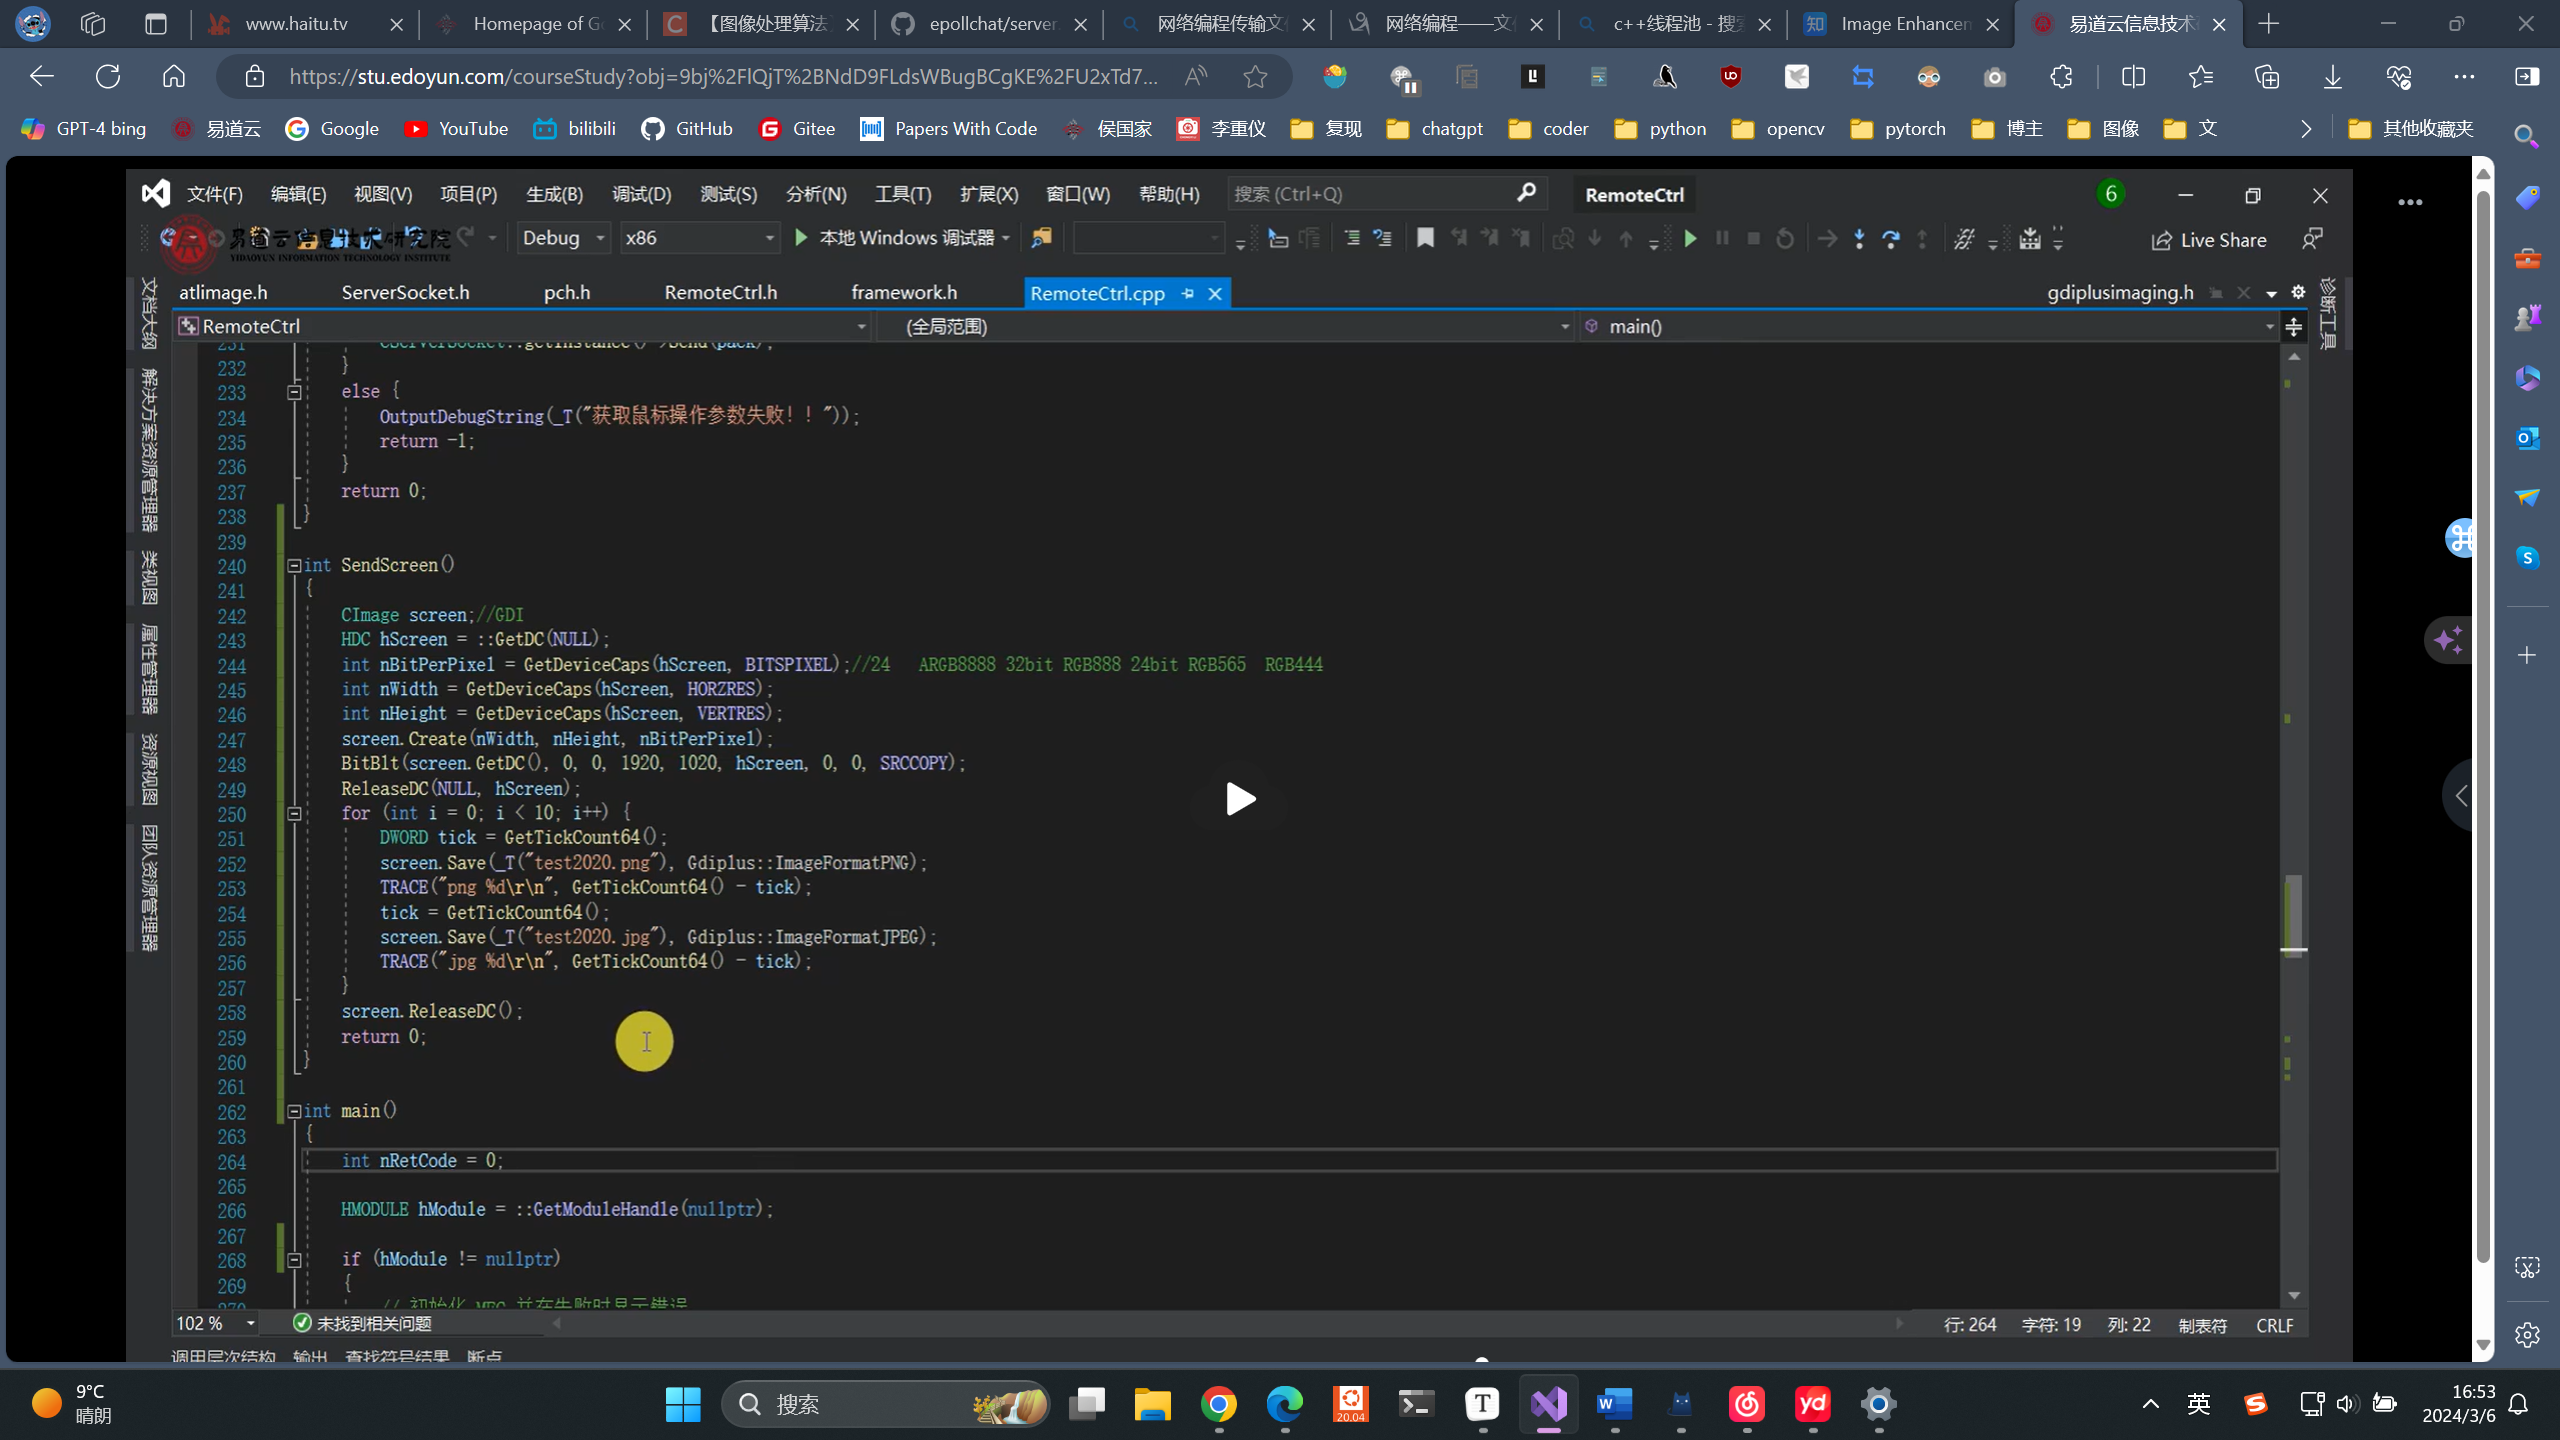 www.haitu.tv
Homepage of G
【图像处理算法】
epollchat/server
网络编程传输文
网络编程——文
c++线程池 - 搜
Image Enhancem
易道云信息技术
https://stu.edoyun.com/courseStudy?obj=9bj%2FlQjT%2BNdD9FLdsWBugBCgKE%2FU2xTd7...
GPT-4 bing 易道云 Google YouTube bilibili GitHub Gitee Papers With Code 侯国家 李重仪 复现 chatgpt coder python opencv pytorch 博主 图像 文 其他收藏夹
文件(F) 编辑(E) 视图(V) 项目(P) 生成(B) 调试(D) 测试(S) 分析(N) 工具(T) 扩展(X) 窗口(W) 帮助(H) 搜索 (Ctrl+Q) RemoteCtrl 6
易道云信息技术研究院
YIDAOYUN INFORMATION TECHNOLOGY INSTITUTE
Debug x86 本地 Windows 调试器 Live Share
atlimage.h ServerSocket.h pch.h RemoteCtrl.h framework.h RemoteCtrl.cpp gdiplusimaging.h
RemoteCtrl (全局范围) main()
文档大纲
解决方案资源管理器
类视图
属性管理器
资源视图
团队资源管理器
诊断工具
231 CServerSocket::getInstance()->Send(pack);
232 }
233 else {
234 OutputDebugString(_T("获取鼠标操作参数失败！！"));
235 return -1;
236 }
237 return 0;
238 }
239
240 int SendScreen()
241 {
242 CImage screen;//GDI
243 HDC hScreen = ::GetDC(NULL);
244 int nBitPerPixel = GetDeviceCaps(hScreen, BITSPIXEL);//24 ARGB8888 32bit RGB888 24bit RGB565 RGB444
245 int nWidth = GetDeviceCaps(hScreen, HORZRES);
246 int nHeight = GetDeviceCaps(hScreen, VERTRES);
247 screen.Create(nWidth, nHeight, nBitPerPixel);
248 BitBlt(screen.GetDC(), 0, 0, 1920, 1020, hScreen, 0, 0, SRCCOPY);
249 ReleaseDC(NULL, hScreen);
250 for (int i = 0; i < 10; i++) {
251 DWORD tick = GetTickCount64();
252 screen.Save(_T("test2020.png"), Gdiplus::ImageFormatPNG);
253 TRACE("png %d\r\n", GetTickCount64() - tick);
254 tick = GetTickCount64();
255 screen.Save(_T("test2020.jpg"), Gdiplus::ImageFormatJPEG);
256 TRACE("jpg %d\r\n", GetTickCount64() - tick);
257 }
258 screen.ReleaseDC();
259 return 0;
260 }
261
262 int main()
263 {
264 int nRetCode = 0;
265
266 HMODULE hModule = ::GetModuleHandle(nullptr);
267
268 if (hModule != nullptr)
269 {
270 // 初始化 MFC 并在失败时显示错误
102 % 未找到相关问题 行: 264 字符: 19 列: 22 制表符 CRLF
调用层次结构 输出 查找符号结果 断点
9°C
晴朗
搜索
20.04
yd
英
16:53
2024/3/6